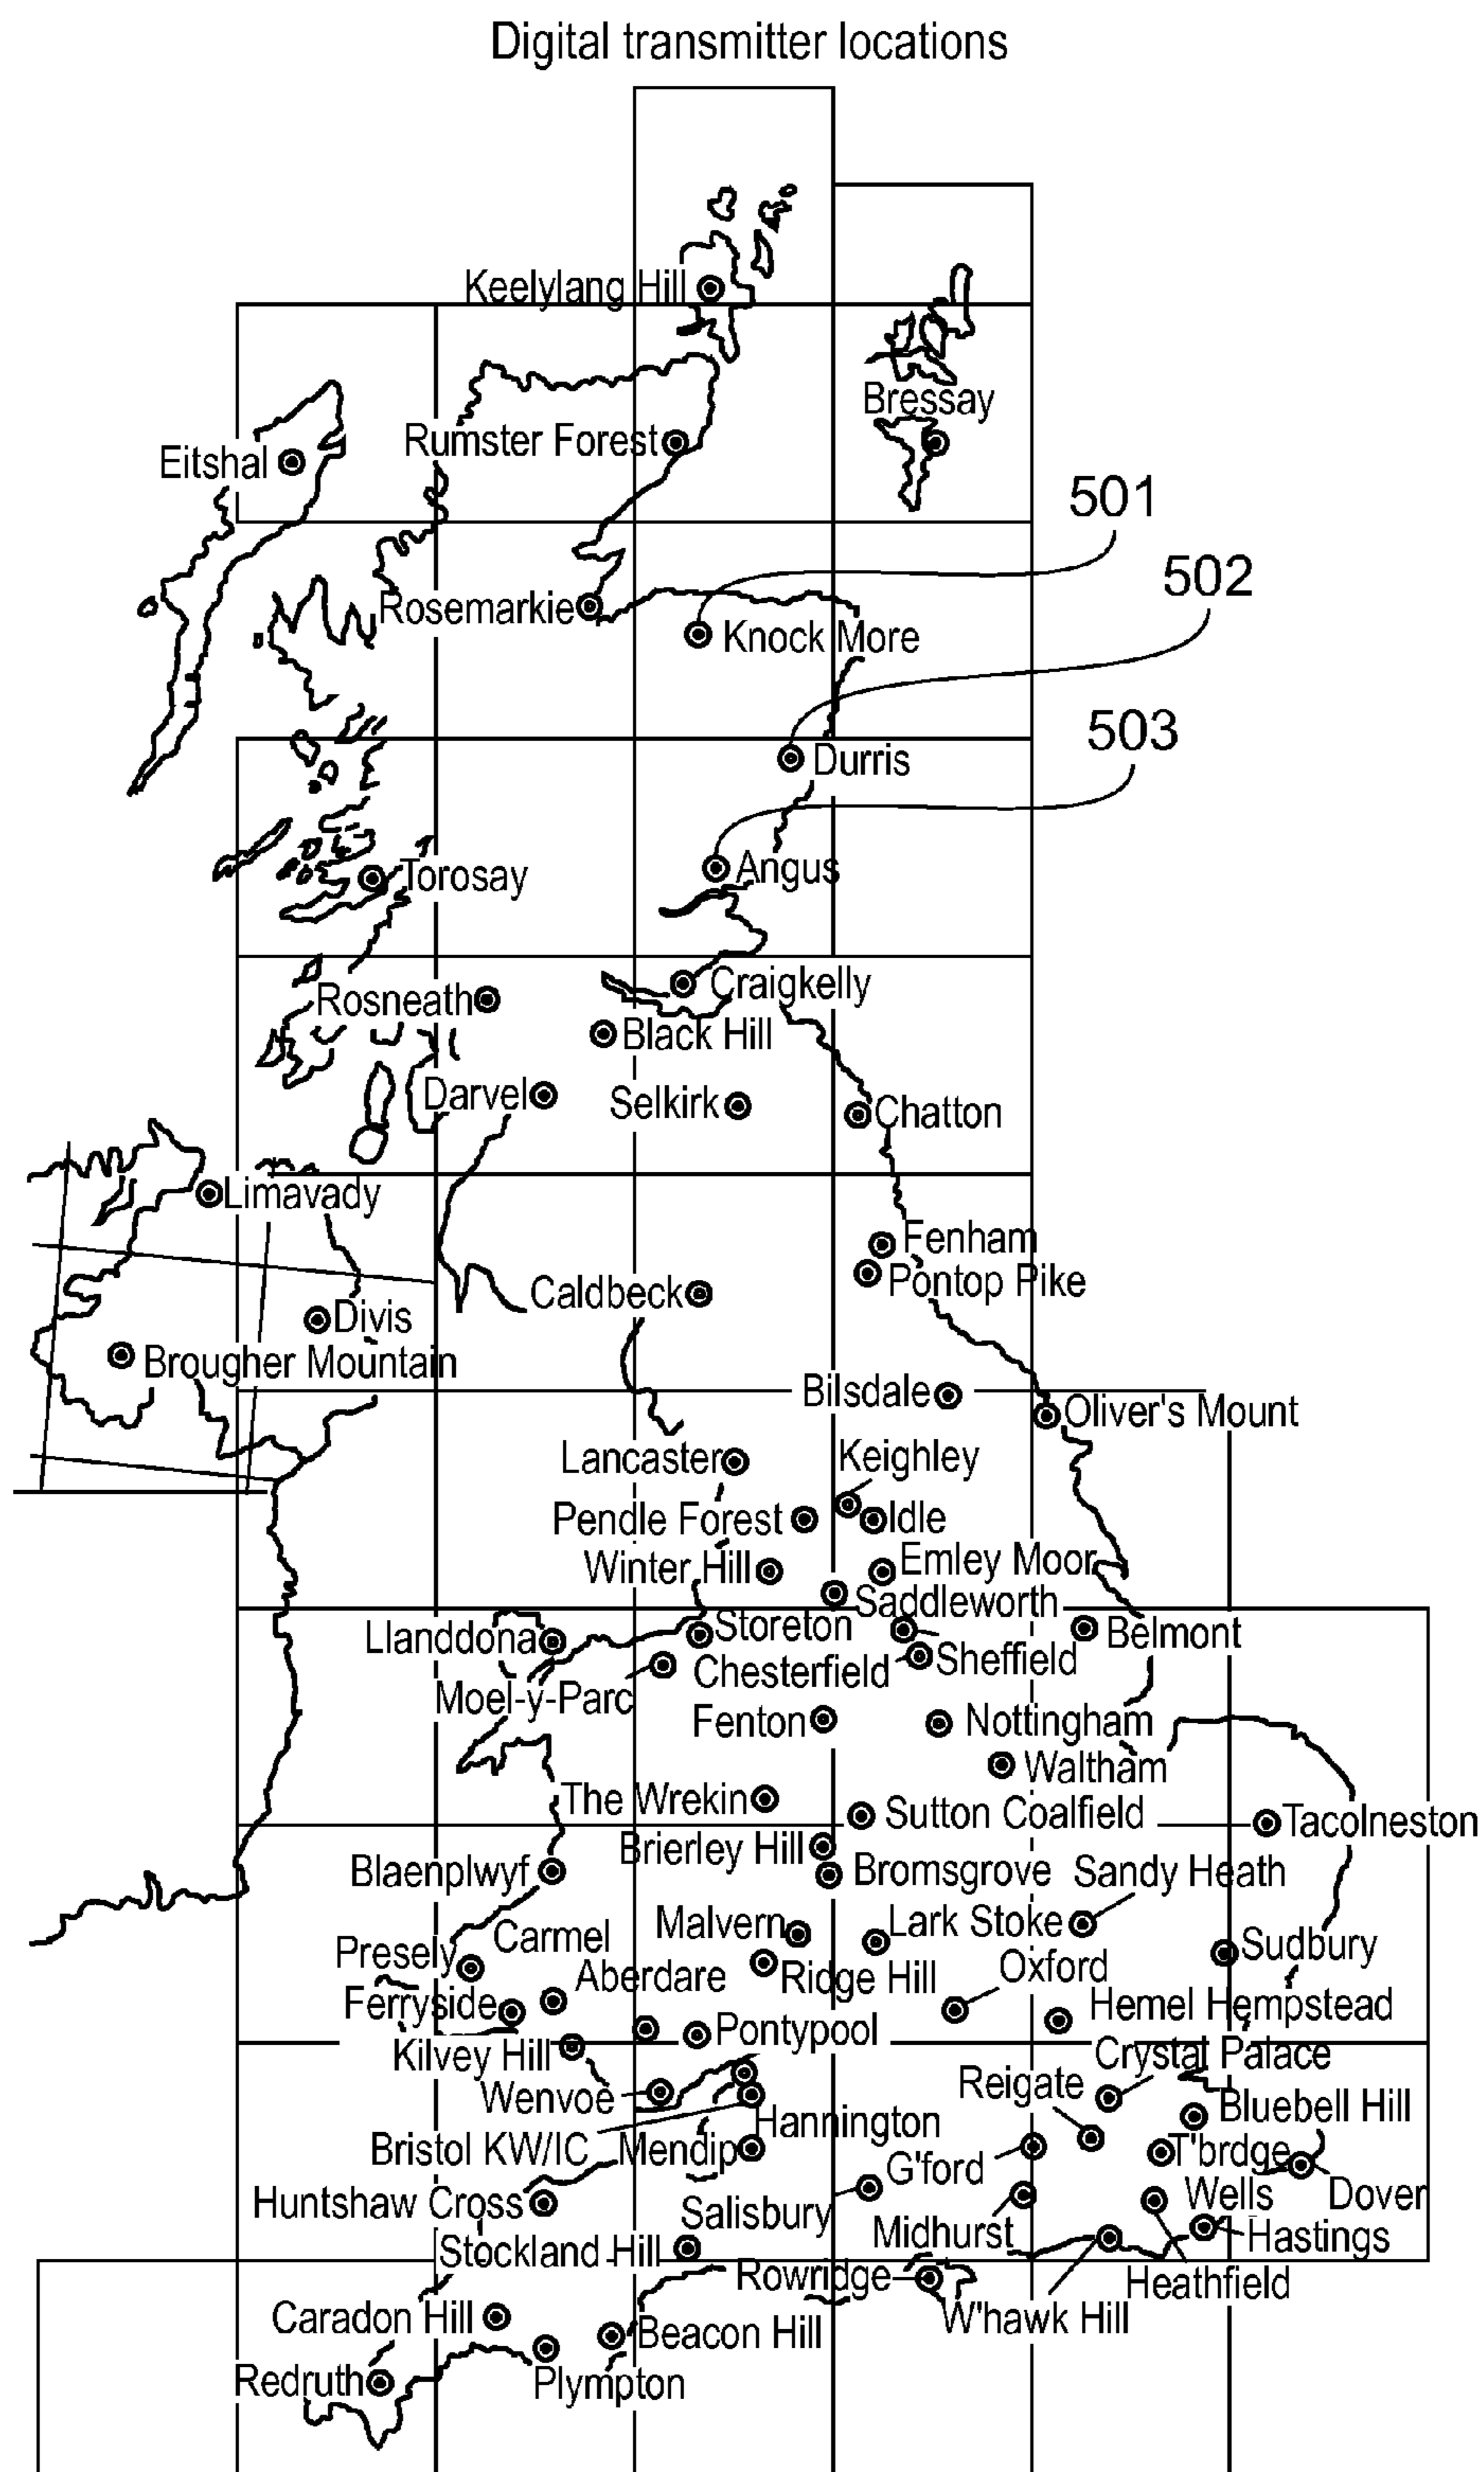 Digital transmitter locations
Keelylang Hill
Bressay
Rumster Forest
Eitshal
501
502
Rosemarkie
Knock More
503
Durris
Torosay
Angus
Craigkelly
Rosneath
Black Hill
Darvel
Selkirk
Chatton
Limavady
Fenham
Pontop Pike
Caldbeck
Divis
Brougher Mountain
Bilsdale
Oliver's Mount
Lancaster
Keighley
Pendle Forest
Idle
Winter Hill
Emley Moor
Saddleworth
Llanddona
Storeton
Belmont
Chesterfield
Sheffield
Moel-y-Parc
Fenton
Nottingham
Waltham
The Wrekin
Sutton Coalfield
Tacolneston
Brierley Hill
Blaenplwyf
Bromsgrove
Sandy Heath
Malvern
Lark Stoke
Carmel
Presely
Sudbury
Aberdare
Ridge Hill
Oxford
Ferryside
Hemel Hempstead
Pontypool
Kilvey Hill
Crystal Palace
Wenvoe
Reigate
Bluebell Hill
Hannington
Bristol KW/IC
Mendip
T'brdge
G'ford
Huntshaw Cross
Wells
Dover
Salisbury
Midhurst
Hastings
Stockland Hill
Rowridge
Heathfield
Caradon Hill
W'hawk Hill
Beacon Hill
Redruth
Plympton